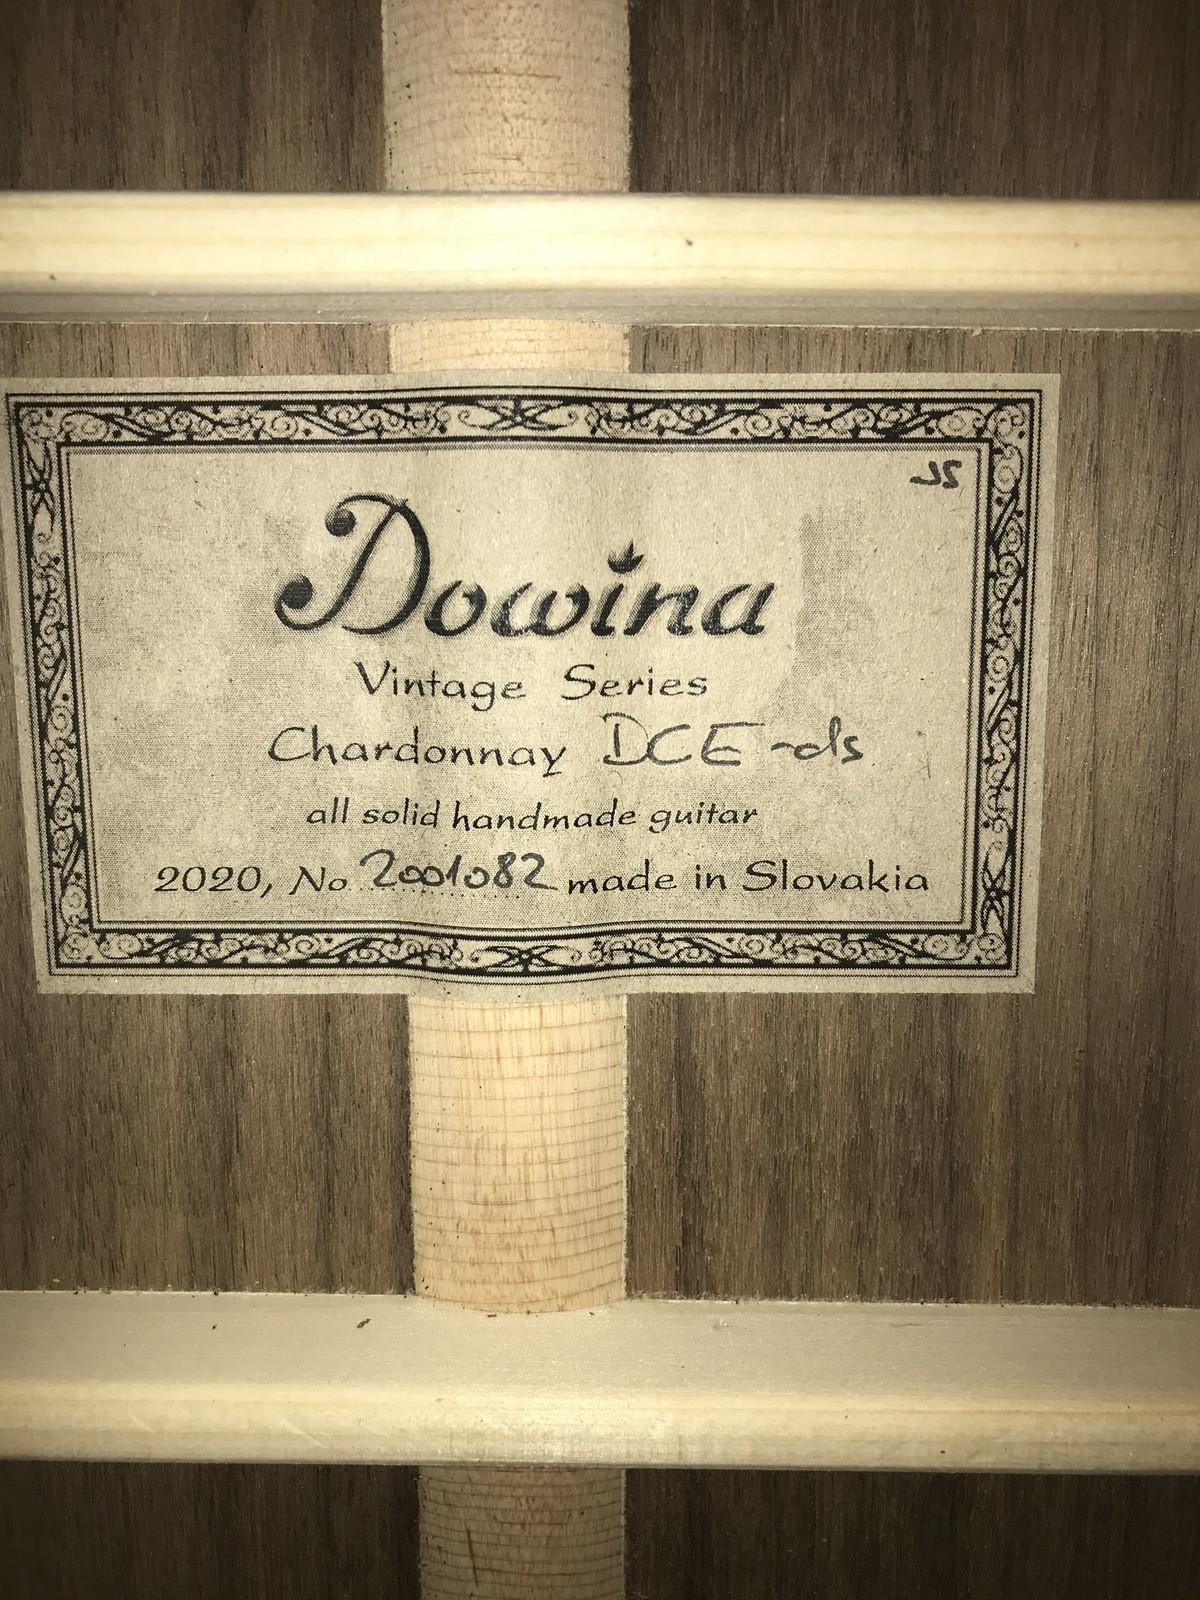 JS
Dowina
Vintage Series
Chardonnay DCE-ds
all solid handmade guitar
2020, No 2001082 made in Slovakia